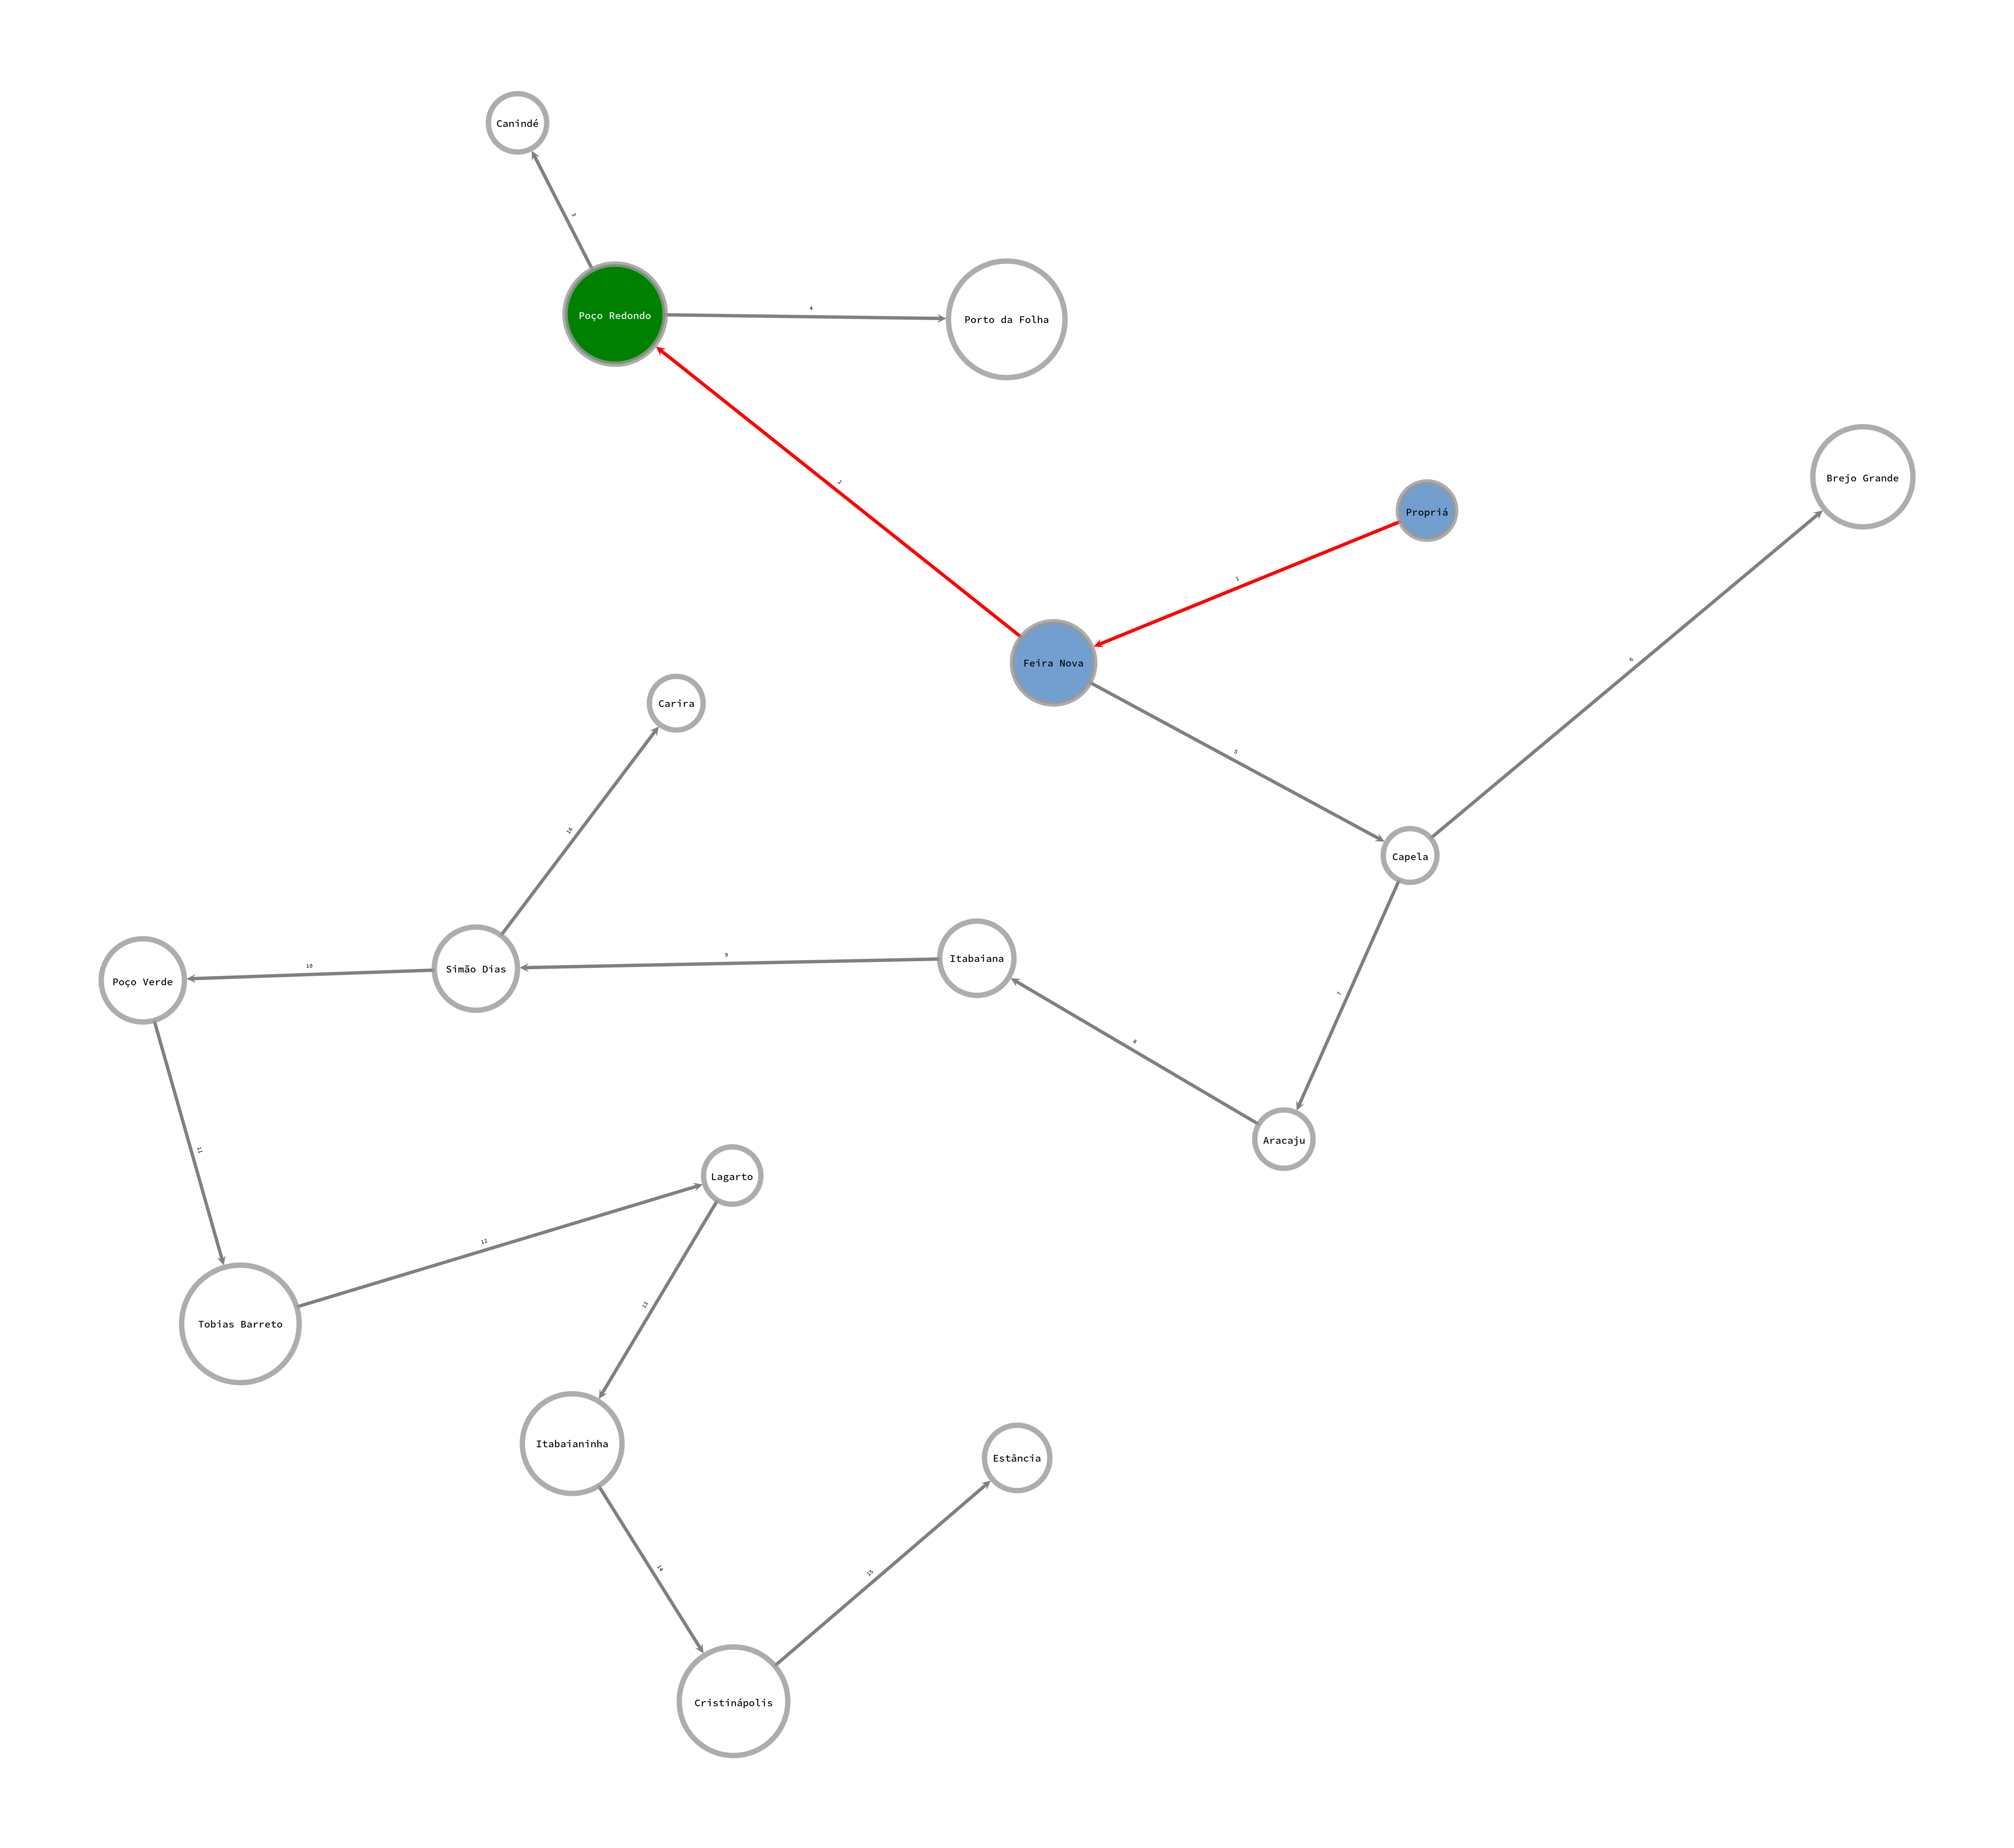 Canindé
3
Poço Redondo
4
Porto da Folha
Brejo Grande
2
Propriá
1
Feira Nova
6
Carira
5
16
Capela
Itabaiana
9
Simão Dias
10
Poço Verde
7
8
Aracaju
11
Lagarto
12
13
Tobias Barreto
Itabaianinha
Estância
14
15
Cristinápolis